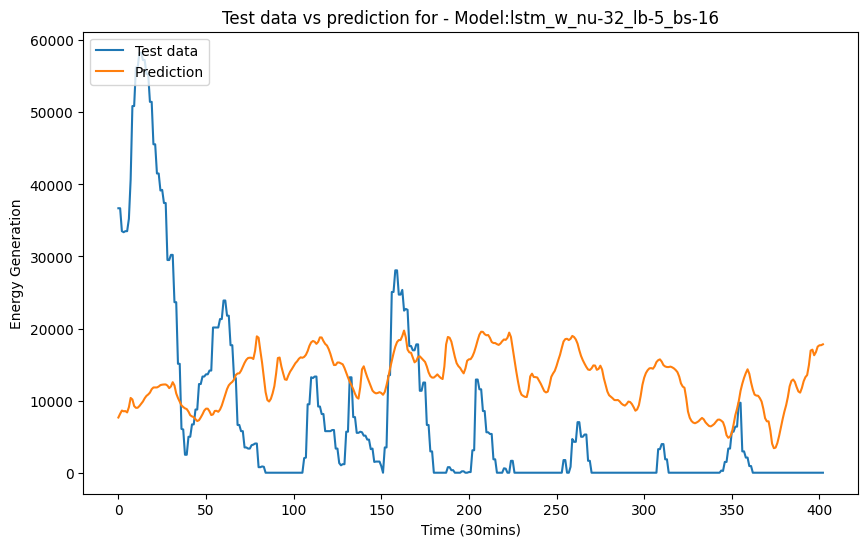 Test data vs prediction for - Model:lstm_w_nu-32_lb-5_bs-16
Test data
Prediction
Energy Generation
60000
50000
40000
30000
20000
10000
0
0 50 100 150 200 250 300 350 400
Time (30mins)